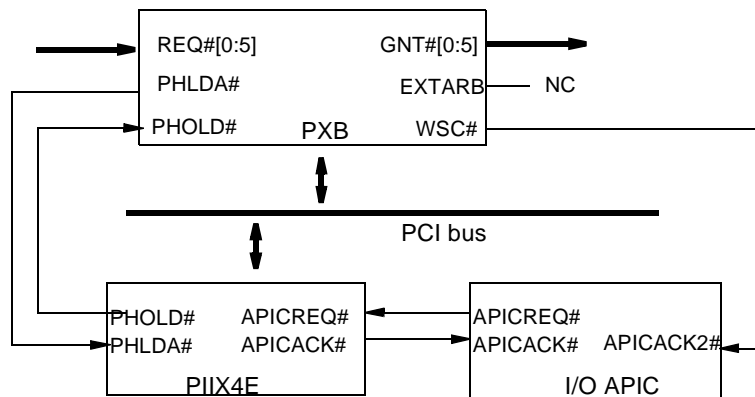 REQ#[0:5] GNT#[0:5]
PHLDA# EXTARB NC
PHOLD# PXB WSC#
PCI bus
PHOLD# APICREQ# APICREQ#
PHLDA# APICACK# APICACK# APICACK2#
PIIX4E I/O APIC